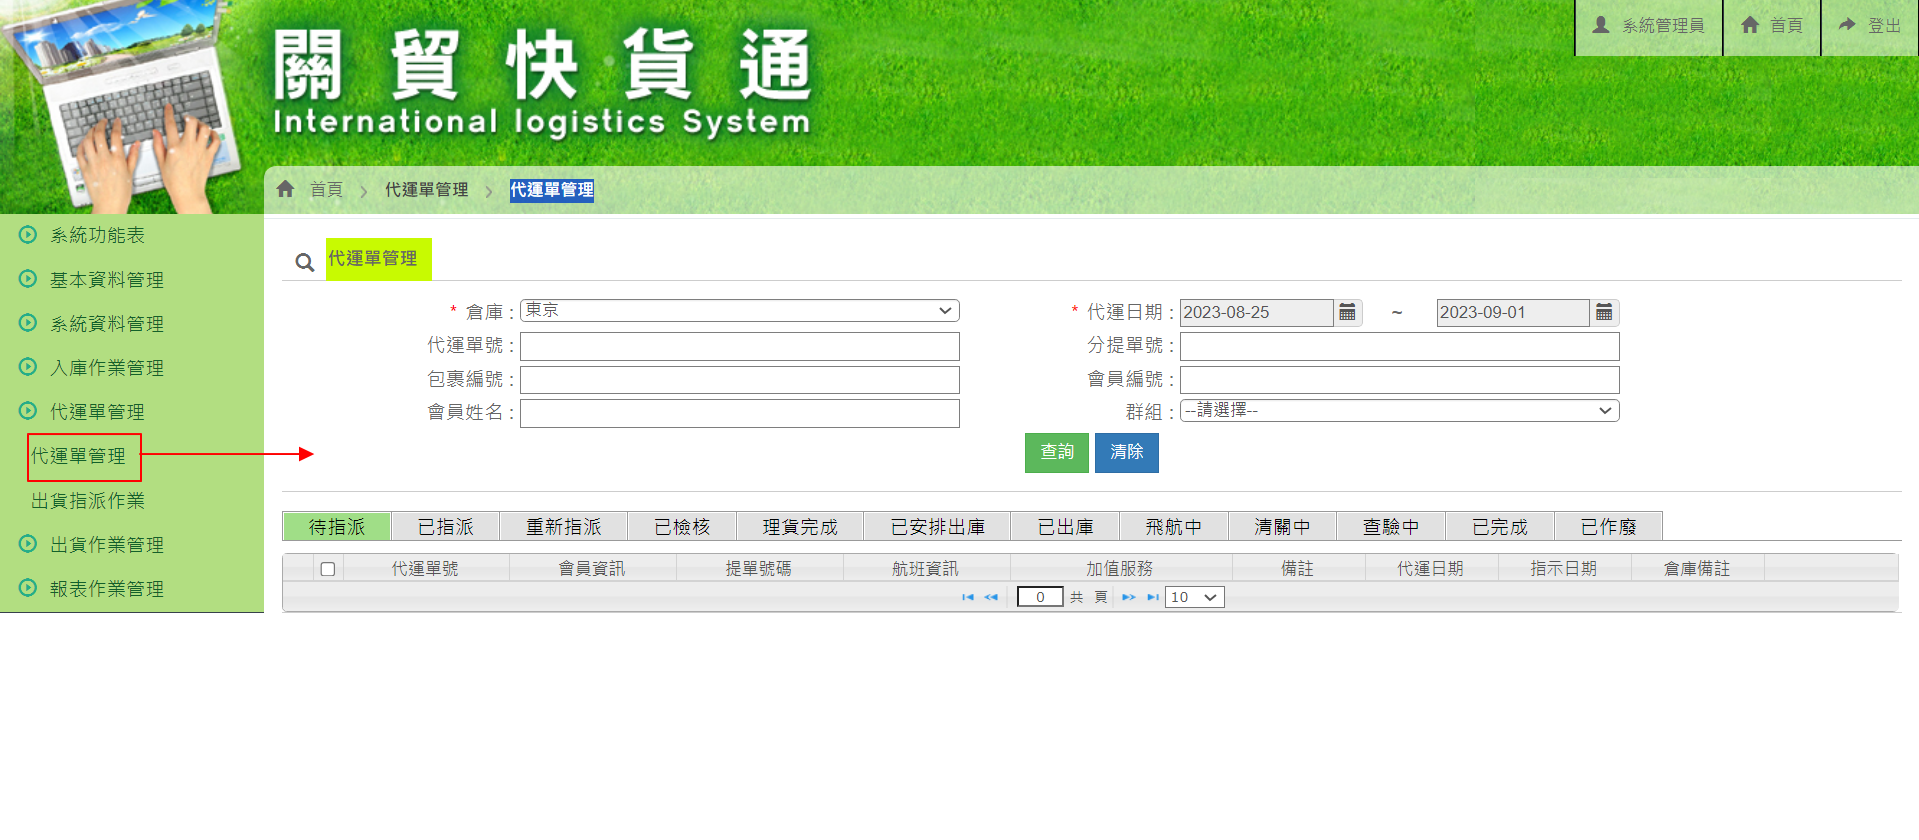 關貿快貨通
International logistics System
系統管理員 首頁 登出
首頁 代運單管理 代運單管理
系統功能表
基本資料管理
系統資料管理
入庫作業管理
代運單管理
代運單管理
出貨指派作業
出貨作業管理
報表作業管理
代運單管理
* 倉庫 : 東京 * 代運日期 : 2023-08-25 ~ 2023-09-01
代運單號 : 分提單號 :
包裹編號 : 會員編號 :
會員姓名 : 群組 : --請選擇--
查詢 清除
待指派 已指派 重新指派 已檢核 理貨完成 已安排出庫 已出庫 飛航中 清關中 查驗中 已完成 已作廢
代運單號 會員資訊 提單號碼 航班資訊 加值服務 備註 代運日期 指示日期 倉庫備註
0 共 頁 10